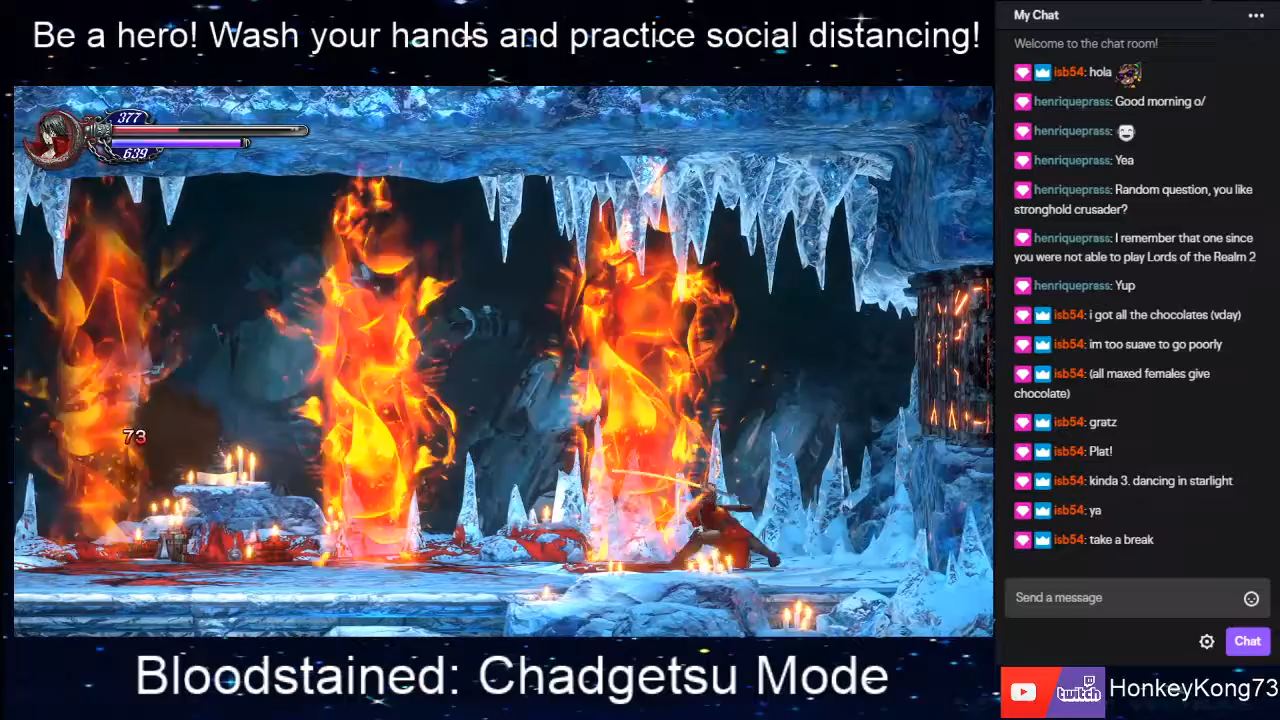 Be a hero! Wash your hands and practice social distancing!
377
639
73
My Chat
Welcome to the chat room!
isb54: hola
henriqueprass: Good morning o/
henriqueprass:
henriqueprass: Yea
henriqueprass: Random question, you like
stronghold crusader?
henriqueprass: I remember that one since
you were not able to play Lords of the Realm 2
henriqueprass: Yup
isb54: i got all the chocolates (vday)
isb54: im too suave to go poorly
isb54: (all maxed females give
chocolate)
isb54: gratz
isb54: Plat!
isb54: kinda 3. dancing in starlight
isb54: ya
isb54: take a break
Send a message
Chat
Bloodstained: Chadgetsu Mode
twitch
HonkeyKong73